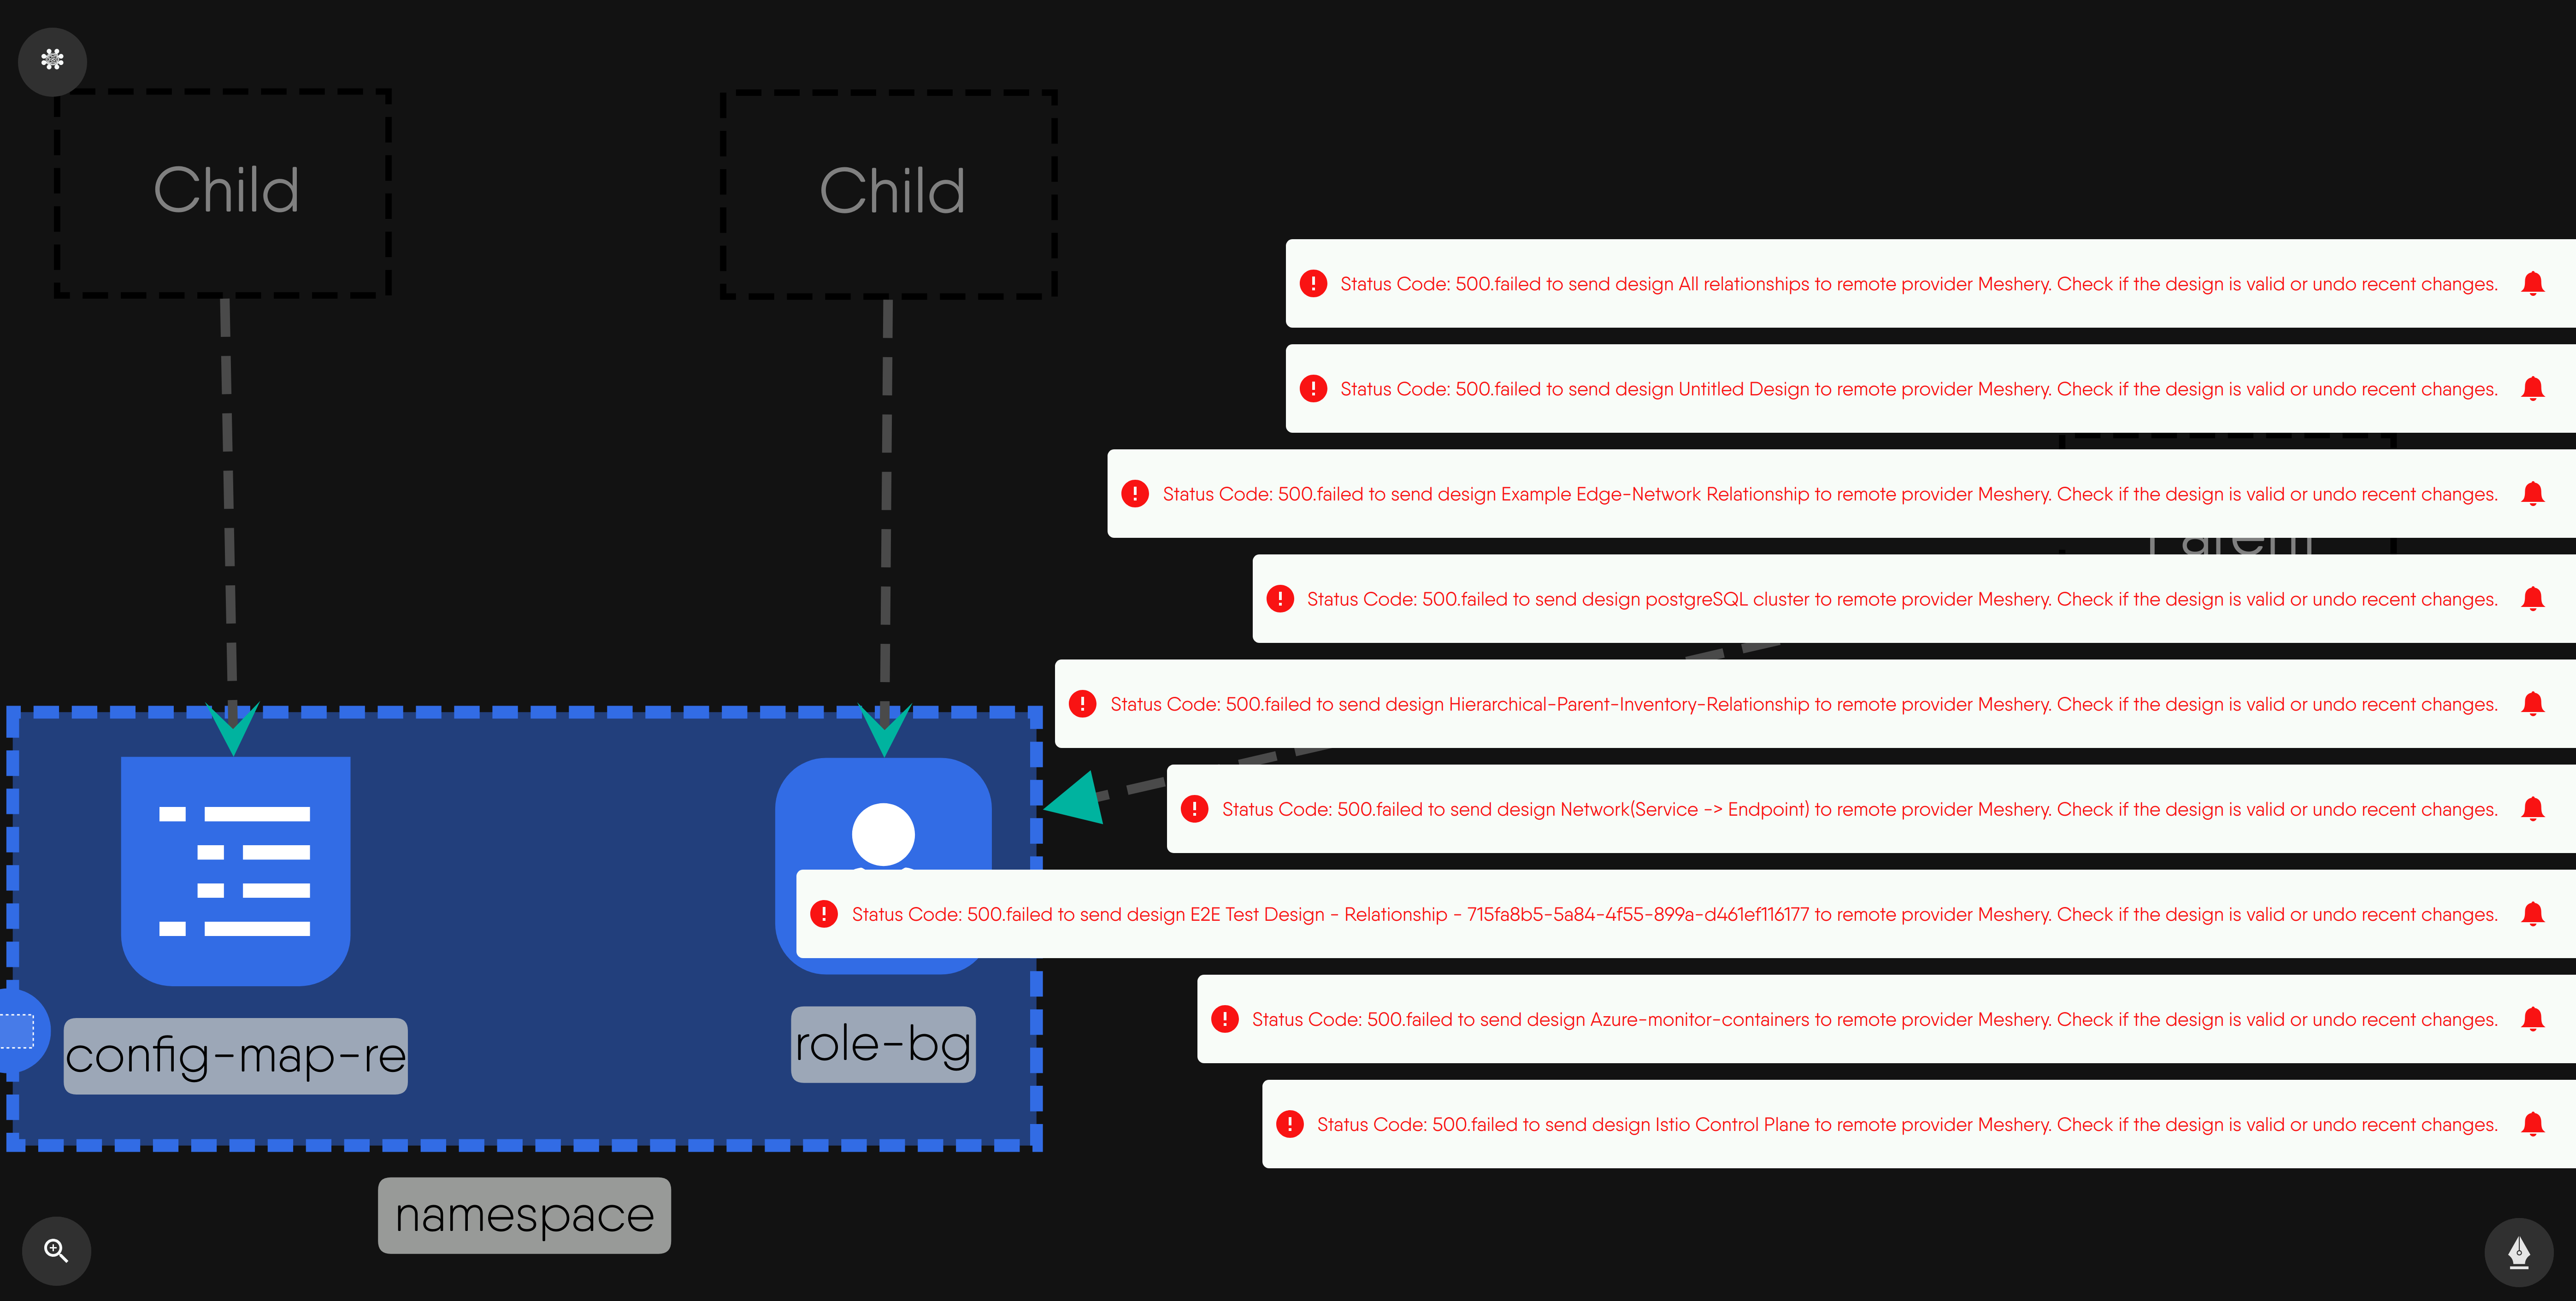 Child
Child
Status Code: 500.failed to send design All relationships to remote provider Meshery. Check if the design is valid or undo recent changes.
Status Code: 500.failed to send design Untitled Design to remote provider Meshery. Check if the design is valid or undo recent changes.
Status Code: 500.failed to send design Example Edge-Network Relationship to remote provider Meshery. Check if the design is valid or undo recent changes.
Parent
Status Code: 500.failed to send design postgreSQL cluster to remote provider Meshery. Check if the design is valid or undo recent changes.
Status Code: 500.failed to send design Hierarchical-Parent-Inventory-Relationship to remote provider Meshery. Check if the design is valid or undo recent changes.
Status Code: 500.failed to send design Network(Service -> Endpoint) to remote provider Meshery. Check if the design is valid or undo recent changes.
Status Code: 500.failed to send design E2E Test Design - Relationship - 715fa8b5-5a84-4f55-899a-d461ef116177 to remote provider Meshery. Check if the design is valid or undo recent changes.
Status Code: 500.failed to send design Azure-monitor-containers to remote provider Meshery. Check if the design is valid or undo recent changes.
Status Code: 500.failed to send design Istio Control Plane to remote provider Meshery. Check if the design is valid or undo recent changes.
config-map-re
role-bg
namespace